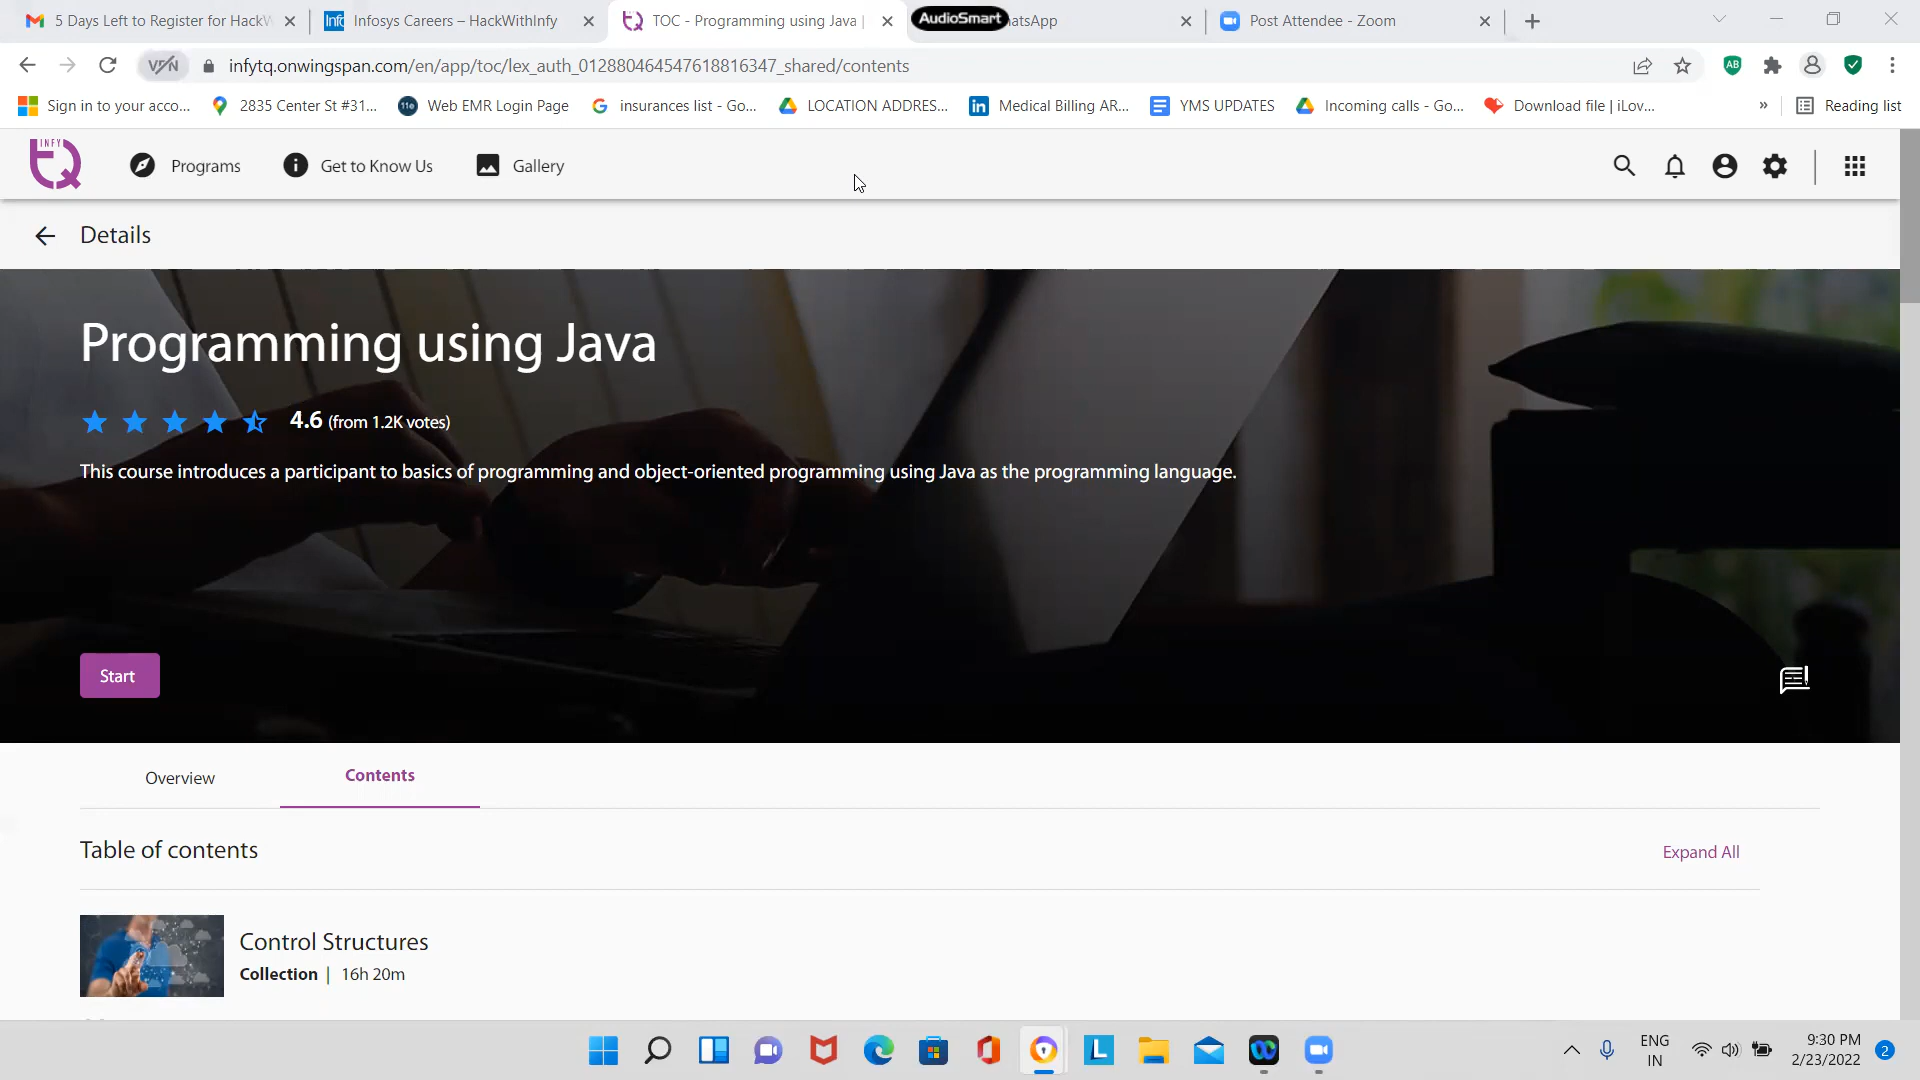 5 Days Left to Register for HackW
Infosys Careers – HackWithInfy
TOC - Programming using Java |
AudioSmart
atsApp
Post Attendee - Zoom
VPN
infytq.onwingspan.com/en/app/toc/lex_auth_012880464547618816347_shared/contents
Sign in to your acco...
2835 Center St #31...
Web EMR Login Page
insurances list - Go...
LOCATION ADDRES...
Medical Billing AR...
YMS UPDATES
Incoming calls - Go...
Download file | iLov...
»
Reading list
INFY
tQ
Programs
Get to Know Us
Gallery
Details
Programming using Java
4.6 (from 1.2K votes)
This course introduces a participant to basics of programming and object-oriented programming using Java as the programming language.
Start
Overview
Contents
Table of contents
Expand All
Control Structures
Collection | 16h 20m
ENG
IN
9:30 PM
2/23/2022
2